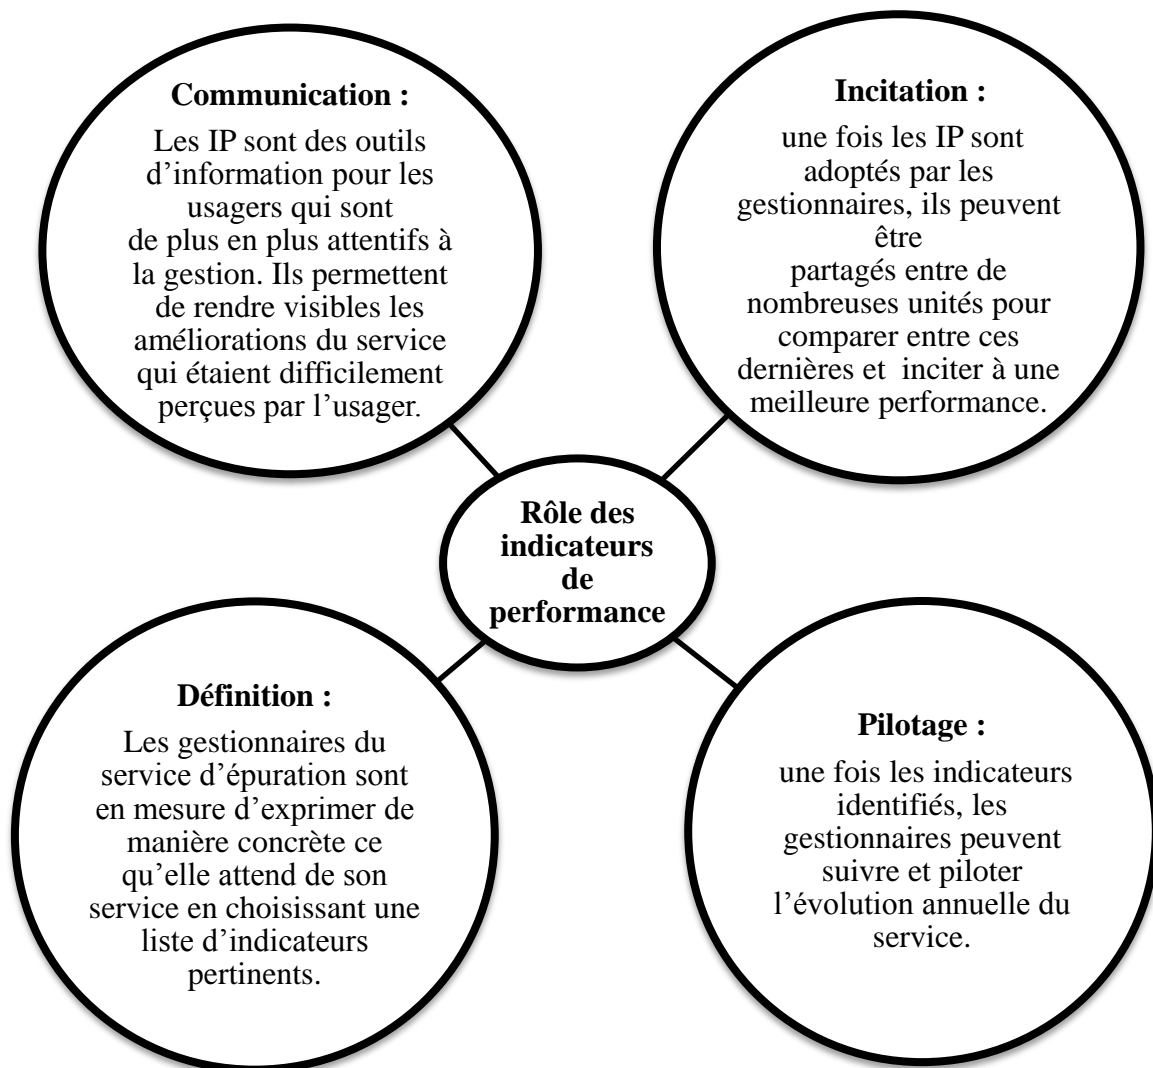 Communication :
Les IP sont des outils
d’information pour les
usagers qui sont
de plus en plus attentifs à
la gestion. Ils permettent
de rendre visibles les
améliorations du service
qui étaient difficilement
perçues par l’usager.
Incitation :
une fois les IP sont
adoptés par les
gestionnaires, ils peuvent
être
partagés entre de
nombreuses unités pour
comparer entre ces
dernières et  inciter à une
meilleure performance.
Rôle des
indicateurs
de
performance
Définition :
Les gestionnaires du
service d’épuration sont
en mesure d’exprimer de
manière concrète ce
qu’elle attend de son
service en choisissant une
liste d’indicateurs
pertinents.
Pilotage :
une fois les indicateurs
identifiés, les
gestionnaires peuvent
suivre et piloter
l’évolution annuelle du
service.